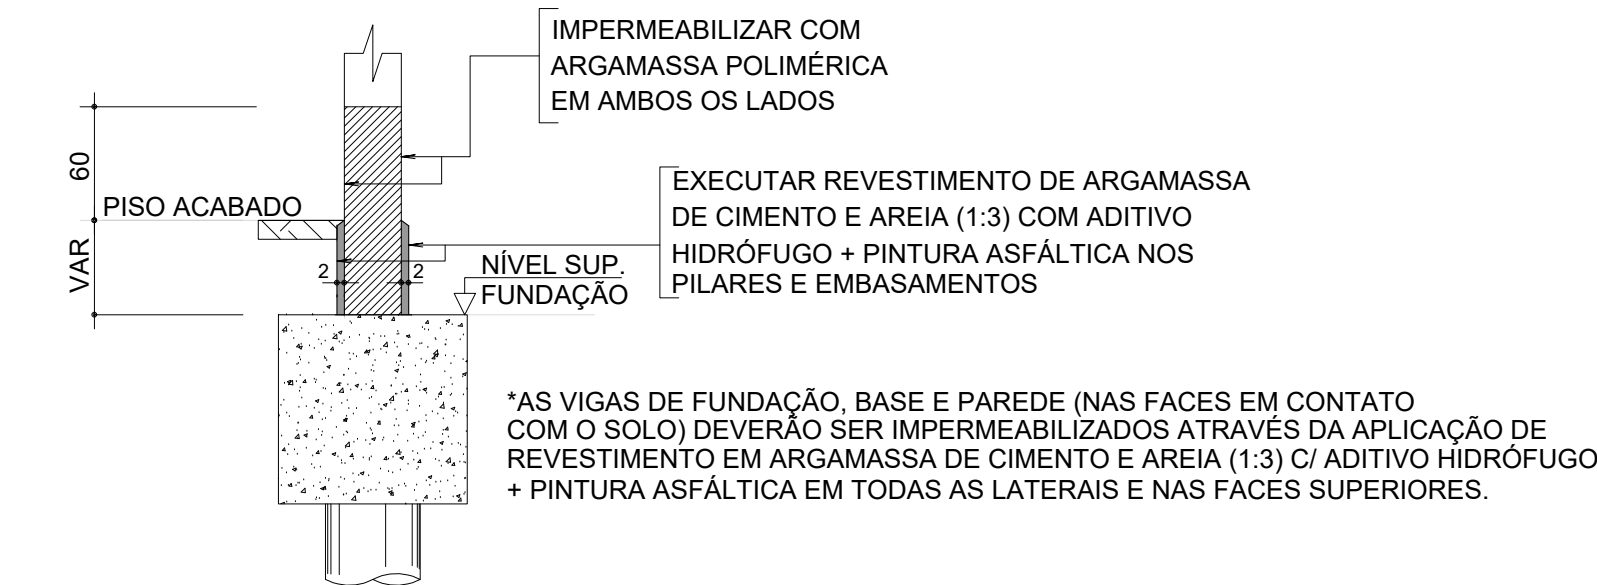 IMPERMEABILIZAR COM
ARGAMASSA POLIMÉRICA
EM AMBOS OS LADOS
60
PISO ACABADO
VAR
EXECUTAR REVESTIMENTO DE ARGAMASSA
DE CIMENTO E AREIA (1:3) COM ADITIVO
HIDRÓFUGO + PINTURA ASFÁLTICA NOS
PILARES E EMBASAMENTOS
2
2
NÍVEL SUP.
FUNDAÇÃO
*AS VIGAS DE FUNDAÇÃO, BASE E PAREDE (NAS FACES EM CONTATO
COM O SOLO) DEVERÃO SER IMPERMEABILIZADOS ATRAVÉS DA APLICAÇÃO DE
REVESTIMENTO EM ARGAMASSA DE CIMENTO E AREIA (1:3) C/ ADITIVO HIDRÓFUGO
+ PINTURA ASFÁLTICA EM TODAS AS LATERAIS E NAS FACES SUPERIORES.